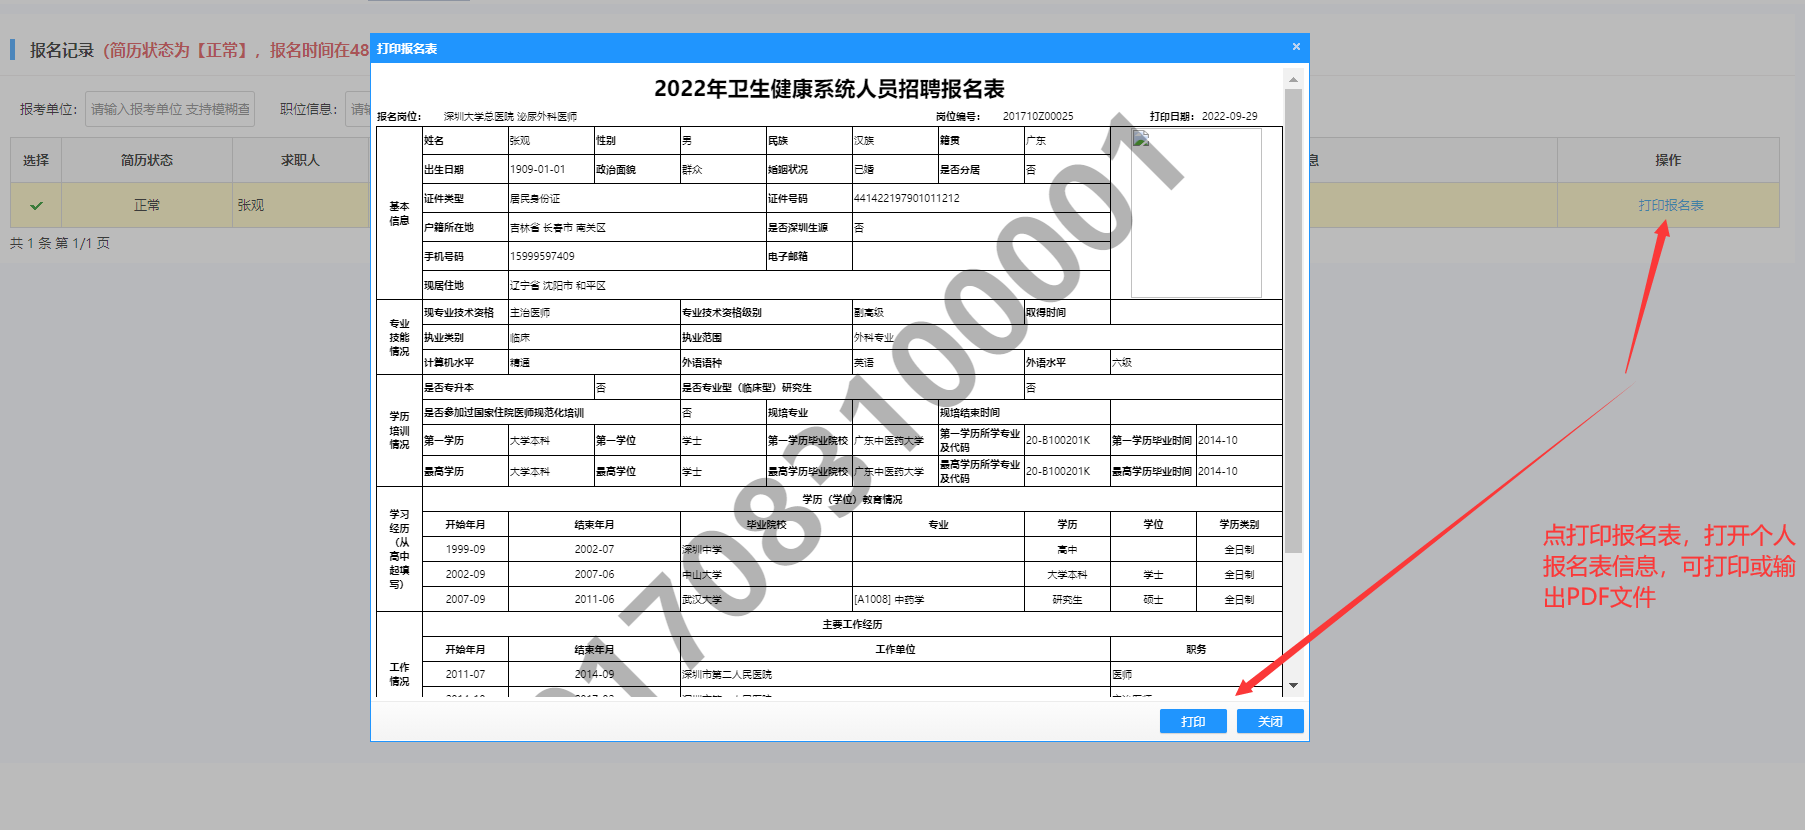 报名记录 (简历状态为【正常】，报名时间在48
报考单位： 请输入报考单位 支持模糊查 职位信息： 请输
选择 简历状态 求职人 息 操作
正常 张观 打印报名表
共 1 条 第 1/1 页
打印报名表 ×
2022年卫生健康系统人员招聘报名表
报名岗位： 深圳大学总医院 泌尿外科医师 岗位编号： 201710Z00025 打印日期： 2022-09-29
基本信息
姓名 张观 性别 男 民族 汉族 籍贯 广东
出生日期 1909-01-01 政治面貌 群众 婚姻状况 已婚 是否分居 否
证件类型 居民身份证 证件号码 441422197901011212
户籍所在地 吉林省 长春市 南关区 是否深圳生源 否
手机号码 15999597409 电子邮箱
现居住地 辽宁省 沈阳市 和平区
专业技能情况
现专业技术资格 主治医师 专业技术资格级别 副高级 取得时间
执业类别 临床 执业范围 外科专业
计算机水平 精通 外语语种 英语 外语水平 六级
学历培训情况
是否专升本 否 是否专业型（临床型）研究生 否
是否参加过国家住院医师规范化培训 否 规培专业 规培结束时间
第一学历 大学本科 第一学位 学士 第一学历毕业院校 广东中医药大学 第一学历所学专业及代码 20-B100201K 第一学历毕业时间 2014-10
最高学历 大学本科 最高学位 学士 最高学历毕业院校 广东中医药大学 最高学历所学专业及代码 20-B100201K 最高学历毕业时间 2014-10
学习经历（从高中起填写）
学历（学位）教育情况
开始年月 结束年月 毕业院校 专业 学历 学位 学历类别
1999-09 2002-07 深圳中学 高中 全日制
2002-09 2007-06 中山大学 大学本科 学士 全日制
2007-09 2011-06 武汉大学 [A1008] 中药学 研究生 硕士 全日制
工作情况
主要工作经历
开始年月 结束年月 工作单位 职务
2011-07 2014-09 深圳市第二人民医院 医师
201708310001
打印 关闭
点打印报名表，打开个人
报名表信息，可打印或输
出PDF文件